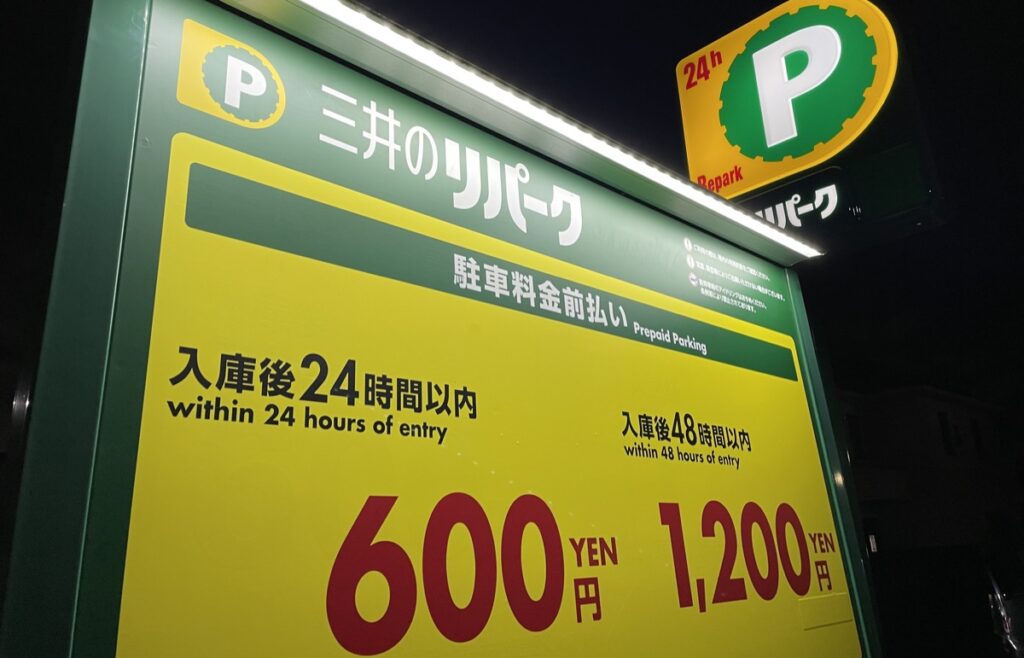 P
三井のリパーク
24h
P
Repark
リパーク
駐車料金前払い Prepaid Parking
入庫後24時間以内
within 24 hours of entry
600 YEN 円
入庫後48時間以内
within 48 hours of entry
1,200 YEN 円